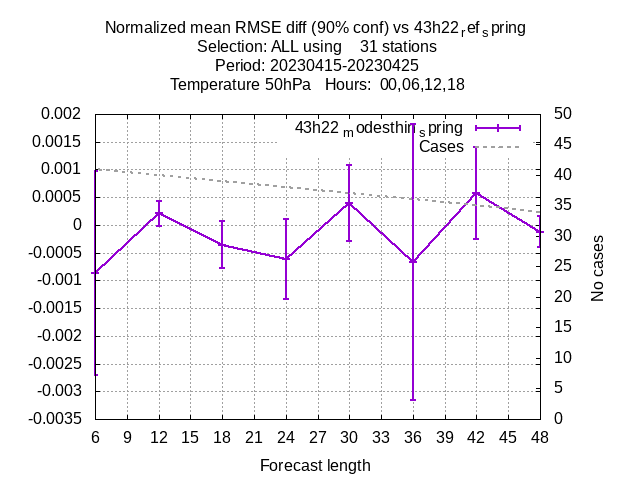 Normalized mean RMSE diff (90% conf) vs 43h22refspring
Selection: ALL using 31 stations
Period: 20230415-20230425
Temperature 50hPa Hours: 00,06,12,18
43h22modesthinspring
Cases
0.002
0.0015
0.001
0.0005
0
-0.0005
-0.001
-0.0015
-0.002
-0.0025
-0.003
-0.0035
50
45
40
35
30
25
20
15
10
5
0
No cases
6 9 12 15 18 21 24 27 30 33 36 39 42 45 48
Forecast length